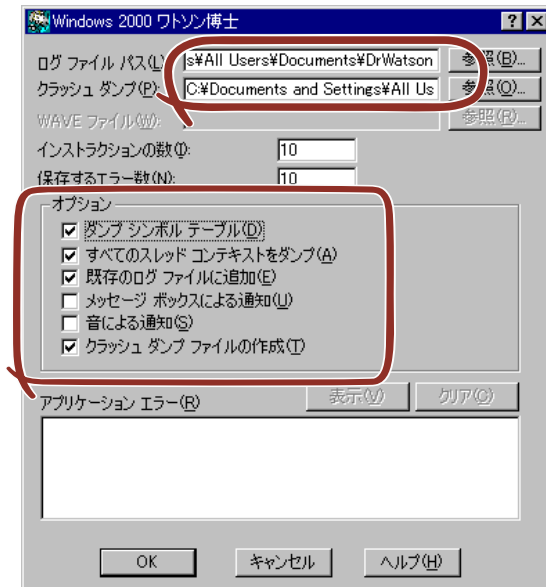 Windows 2000 ワトソン博士
ログ ファイル パス(L): s¥All Users¥Documents¥DrWatson 参照(B)...
クラッシュ ダンプ(P): C:¥Documents and Settings¥All Us 参照(O)...
WAVE ファイル(W): 参照(R)...
インストラクションの数(I): 10
保存するエラー数(N): 10
オプション
ダンプ シンボル テーブル(D)
すべてのスレッド コンテキストをダンプ(A)
既存のログ ファイルに追加(E)
メッセージ ボックスによる通知(U)
音による通知(S)
クラッシュ ダンプ ファイルの作成(T)
アプリケーション エラー(R) 表示(V) クリア(C)
OK キャンセル ヘルプ(H)